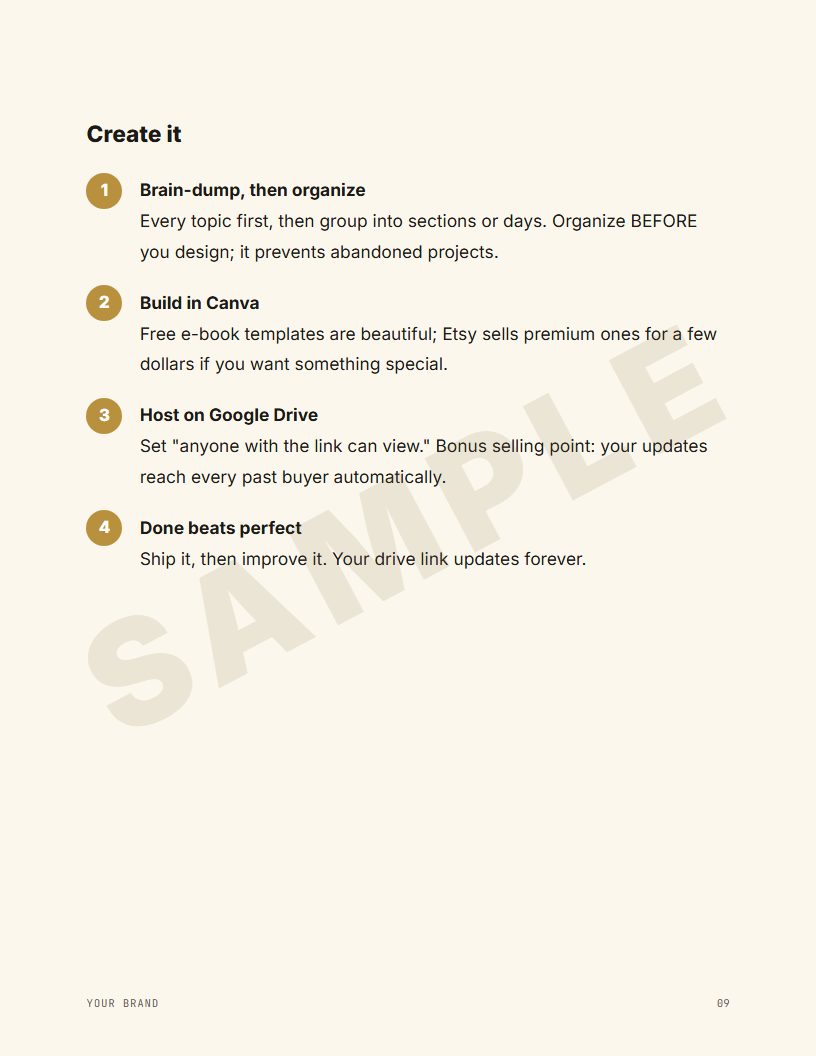 Create it
1
Brain-dump, then organize
Every topic first, then group into sections or days. Organize BEFORE
you design; it prevents abandoned projects.
2
Build in Canva
Free e-book templates are beautiful; Etsy sells premium ones for a few
dollars if you want something special.
3
Host on Google Drive
Set "anyone with the link can view." Bonus selling point: your updates
reach every past buyer automatically.
4
Done beats perfect
Ship it, then improve it. Your drive link updates forever.
SAMPLE
YOUR BRAND
09